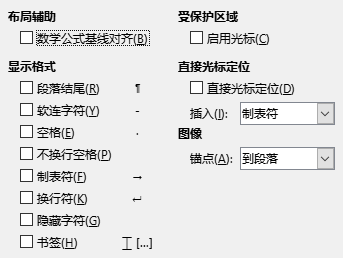 布局辅助
数学公式基线对齐(B)
显示格式
段落结尾(R) ¶
软连字符(Y) -
空格(E) ·
不换行空格(P)
制表符(F) →
换行符(K) ↵
隐藏字符(G)
书签(H) ⌶ [...]
受保护区域
启用光标(C)
直接光标定位
直接光标定位(D)
插入(I): 制表符
图像
锚点(A): 到段落